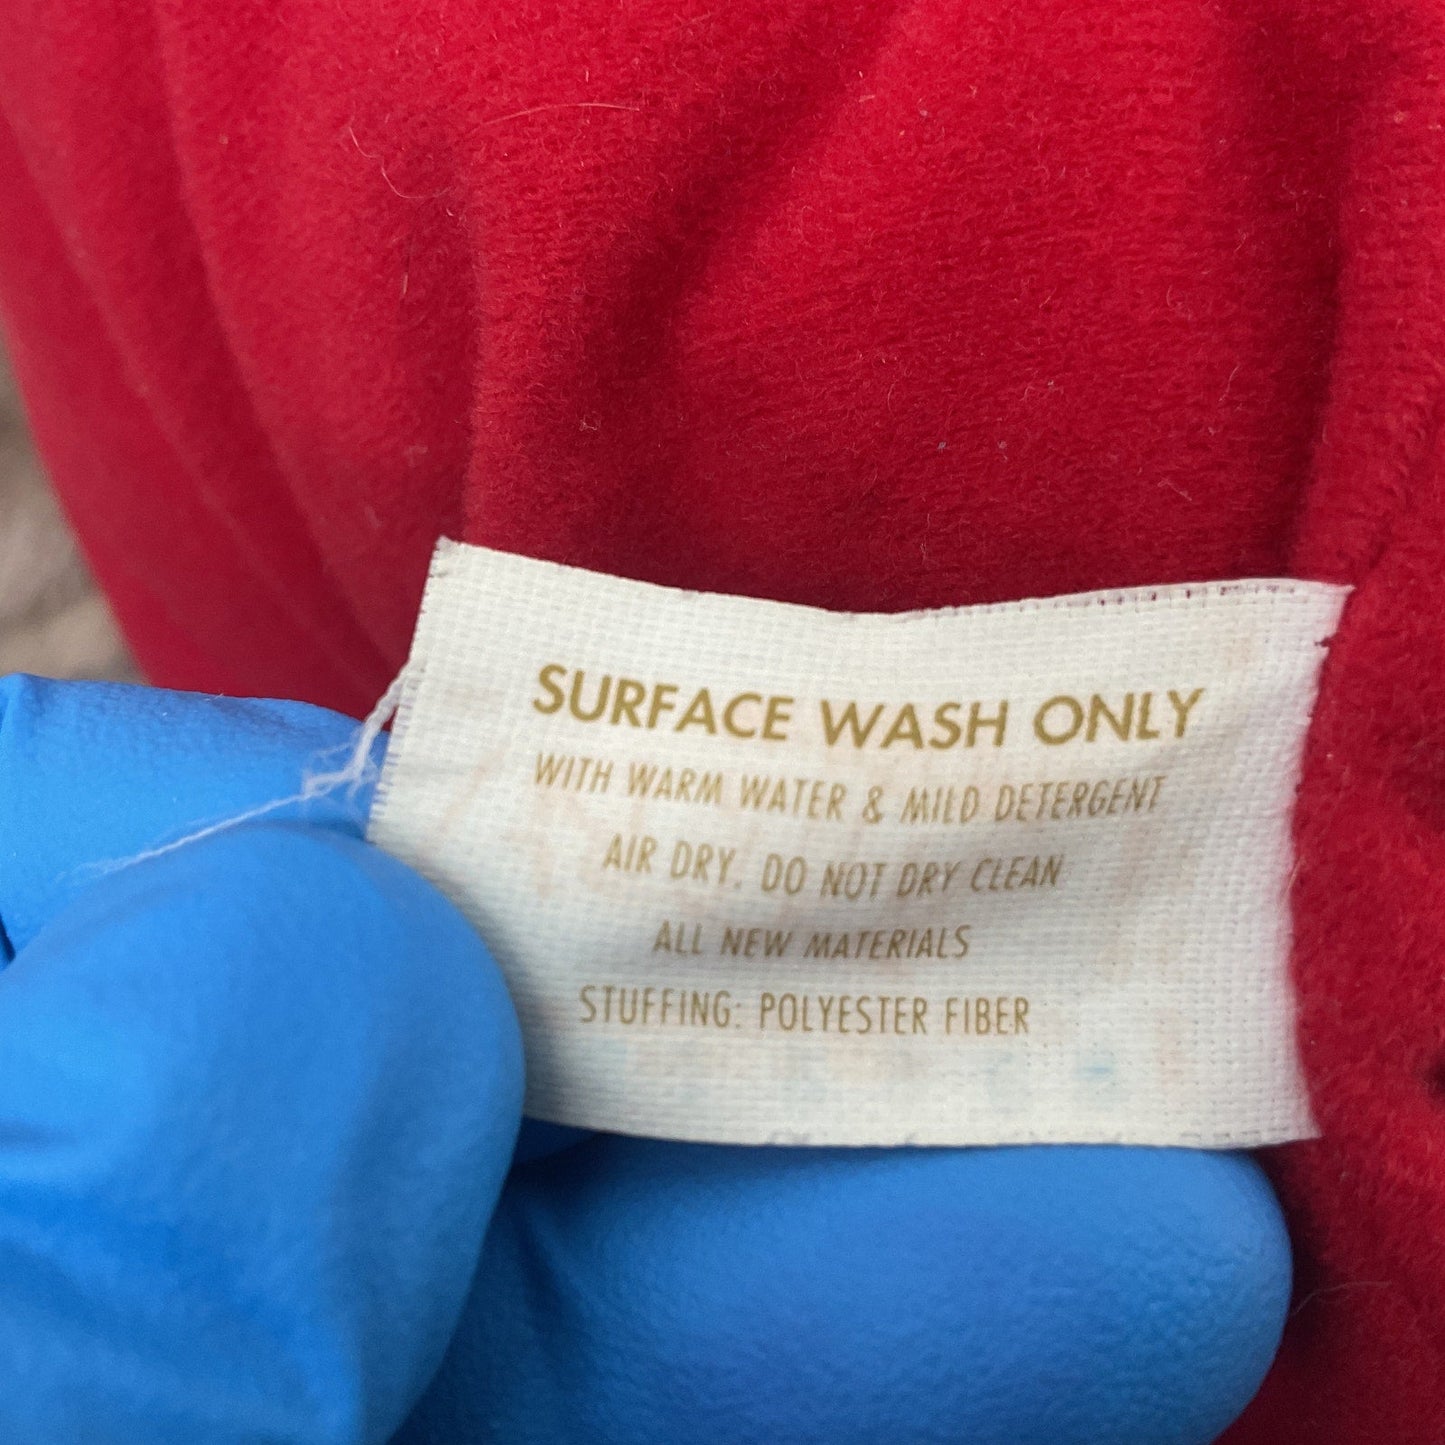 SURFACE WASH ONLY
WITH WARM WATER & MILD DETERGENT
AIR DRY. DO NOT DRY CLEAN
ALL NEW MATERIALS
STUFFING: POLYESTER FIBER